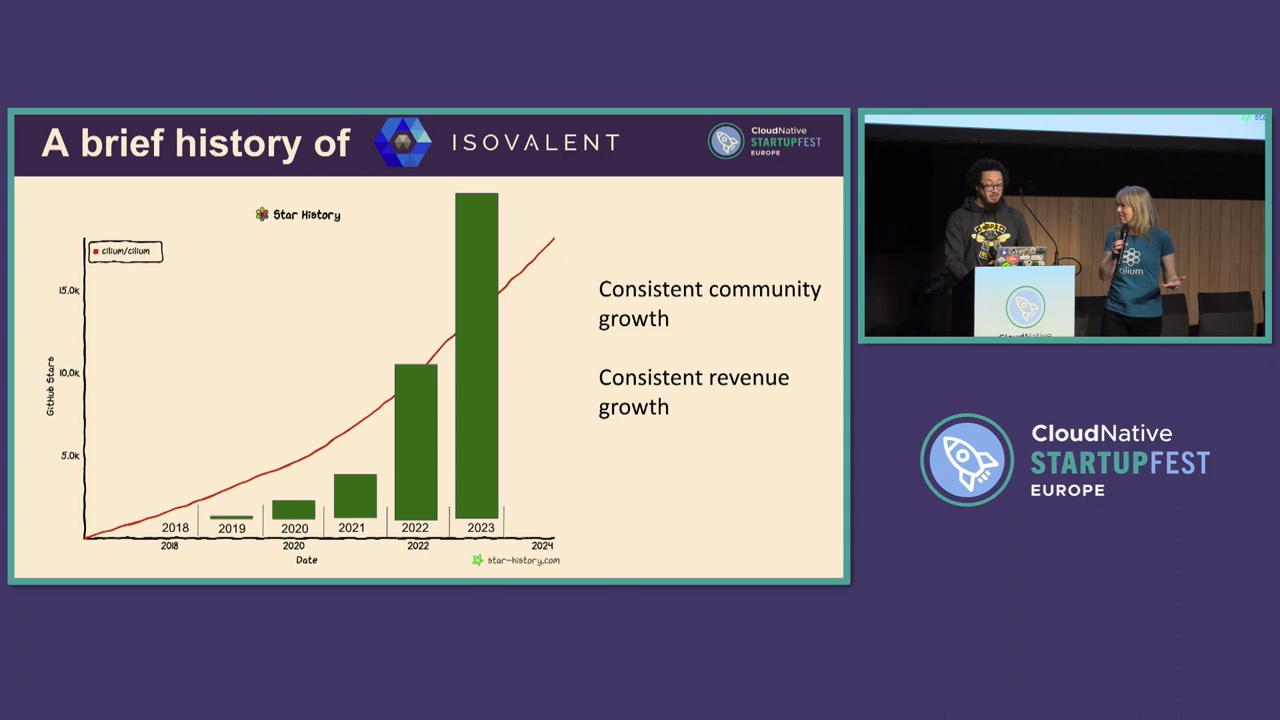 A brief history of
ISOVALENT
CloudNative
STARTUPFEST
EUROPE
Star History
cilium/cilium
15.0k
10.0k
5.0k
GitHub Stars
Consistent community
growth
Consistent revenue
growth
2018
2019
2020
2021
2022
2023
2018
2020
2022
2024
Date
star-history.com
cilium
CloudNative
CloudNative
STARTUPFEST
EUROPE